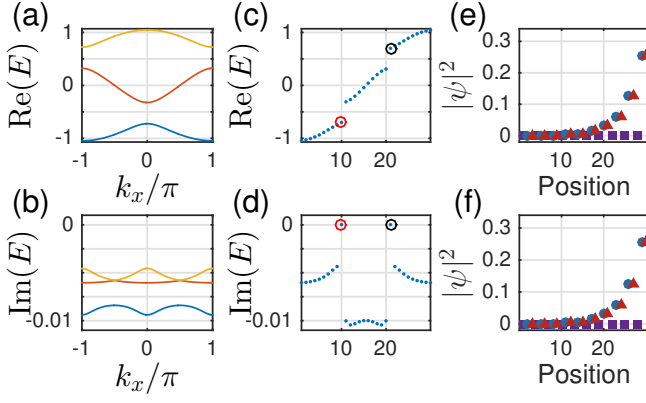 (a)
Re(E)
1
0
-1
-1
0
1
k_x/π
(c)
Re(E)
1
0
-1
10
20
(e)
|ψ|²
0.3
0.2
0.1
0
10
20
Position
(b)
Im(E)
0
-0.01
-1
0
1
k_x/π
(d)
Im(E)
0
-0.01
10
20
(f)
|ψ|²
0.3
0.2
0.1
0
10
20
Position